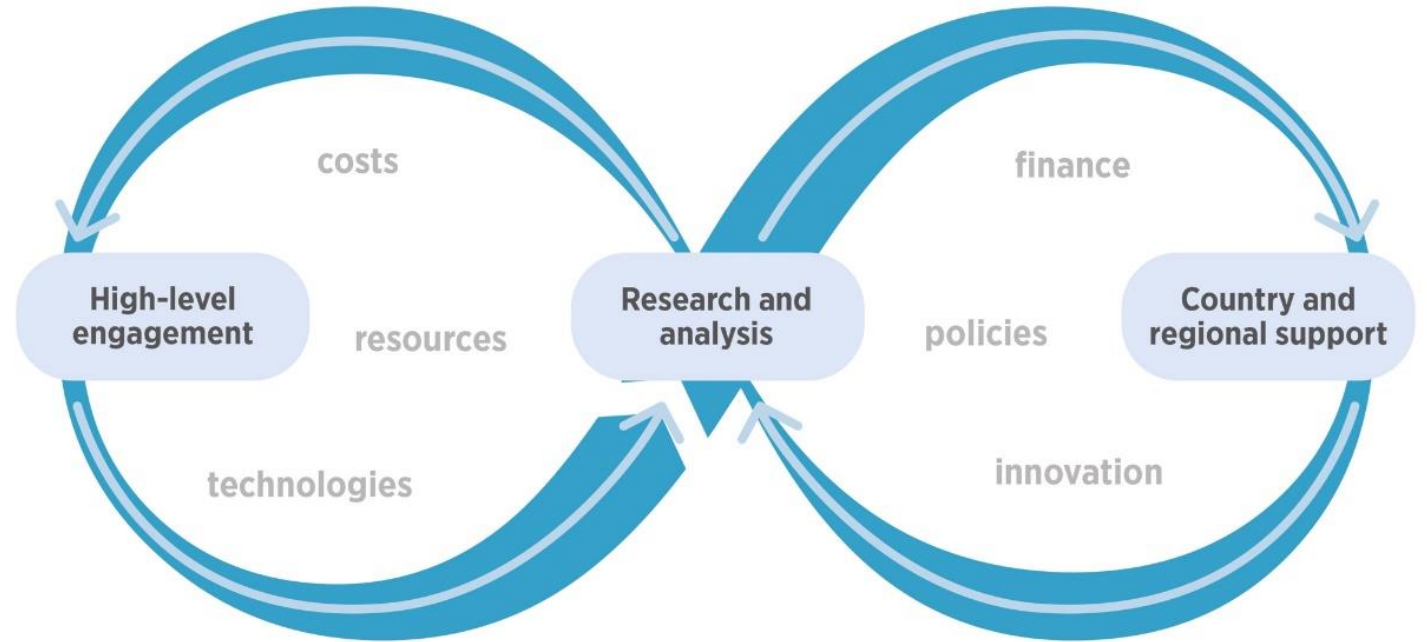 costs
finance
High-level
engagement
Research and
analysis
Country and
regional support
resources
policies
technologies
innovation